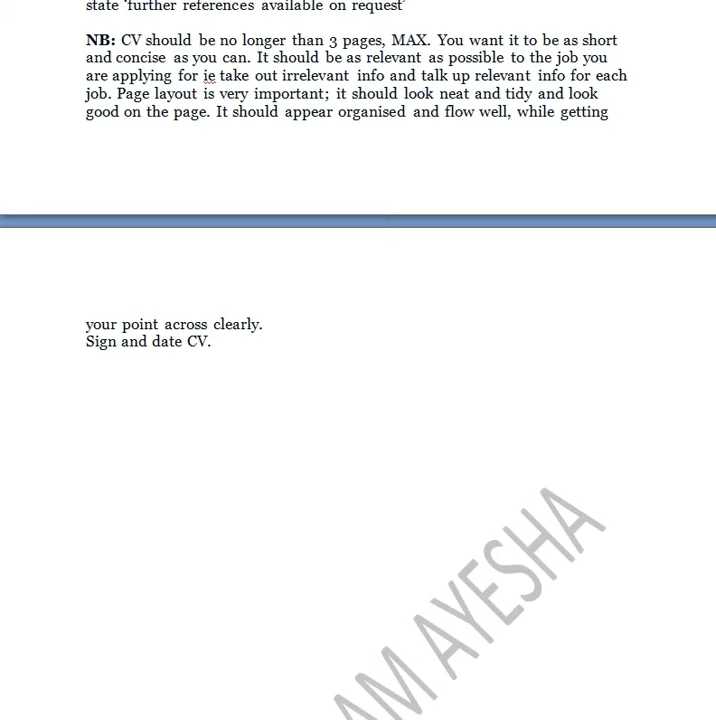 state 'further references available on request'
NB: CV should be no longer than 3 pages, MAX. You want it to be as short
and concise as you can. It should be as relevant as possible to the job you
are applying for ie take out irrelevant info and talk up relevant info for each
job. Page layout is very important; it should look neat and tidy and look
good on the page. It should appear organised and flow well, while getting
your point across clearly.
Sign and date CV.
AM AYESHA